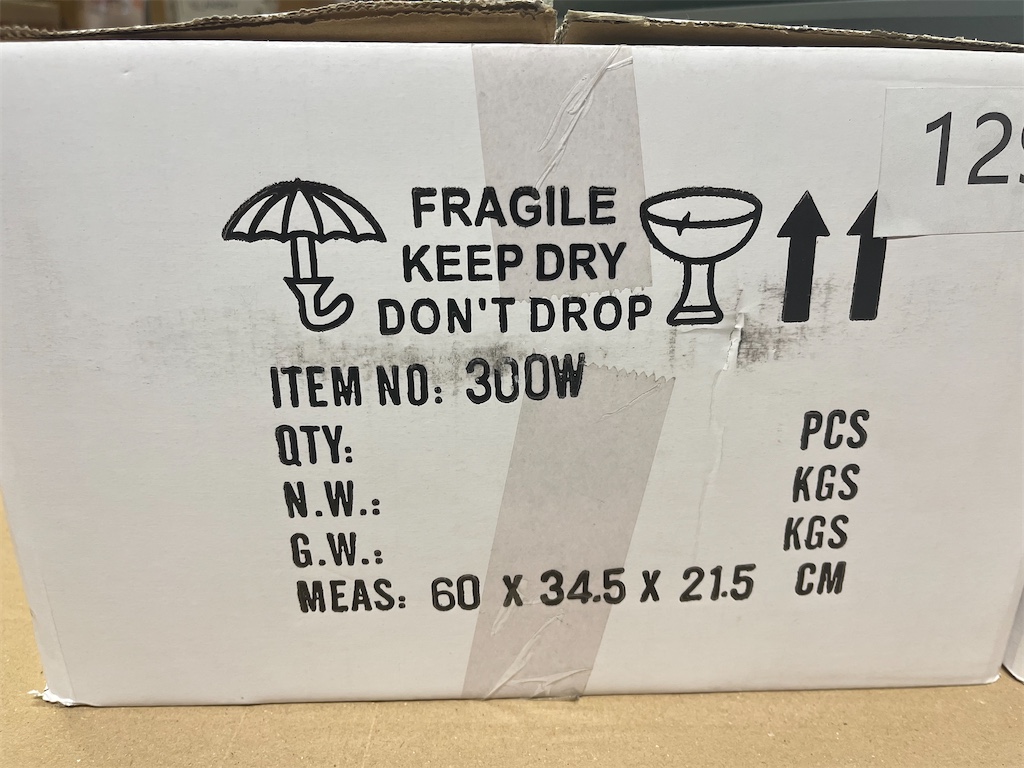 FRAGILE
KEEP DRY
DON'T DROP
ITEM NO: 300W
QTY: PCS
N.W.: KGS
G.W.: KGS
MEAS: 60 X 34.5 X 21.5 CM